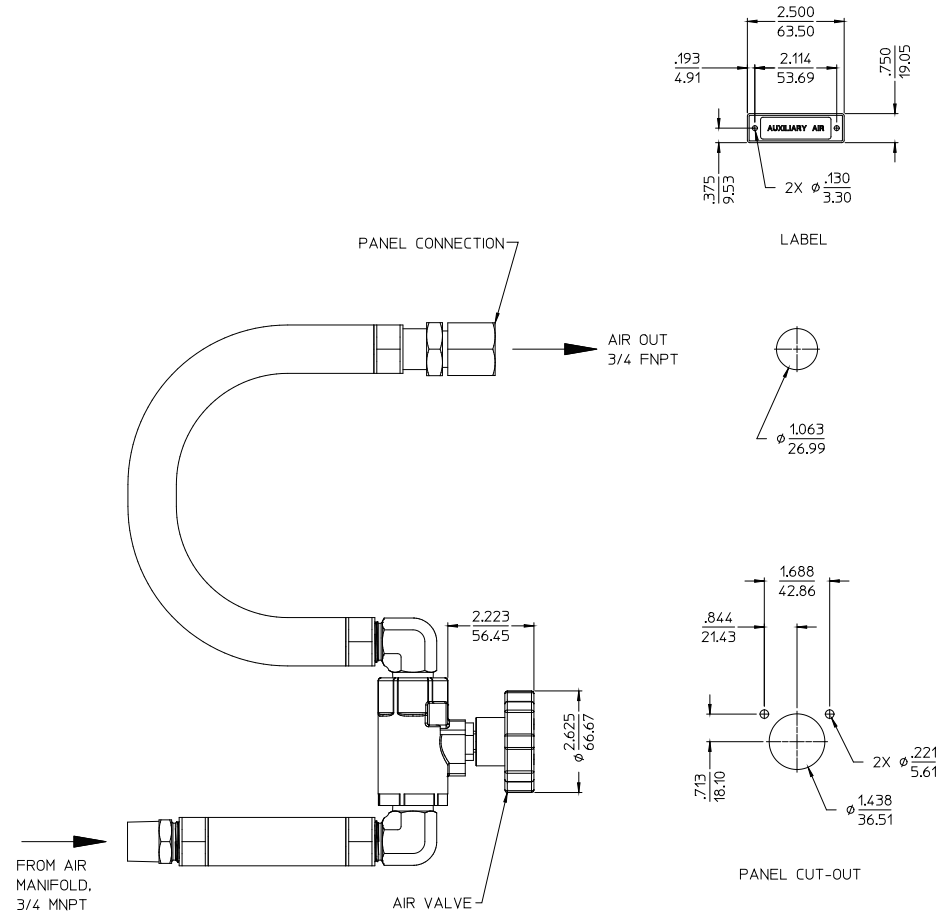 2.500
63.50
.193
4.91
2.114
53.69
.750
19.05
AUXILIARY AIR
.375
9.53
2X ø .130
3.30
LABEL
PANEL CONNECTION
AIR OUT
3/4 FNPT
ø 1.063
26.99
1.688
42.86
.844
21.43
2.223
56.45
ø 2.625
66.67
.713
18.10
2X ø .221
5.61
ø 1.438
36.51
FROM AIR
MANIFOLD,
3/4 MNPT
AIR VALVE
PANEL CUT-OUT